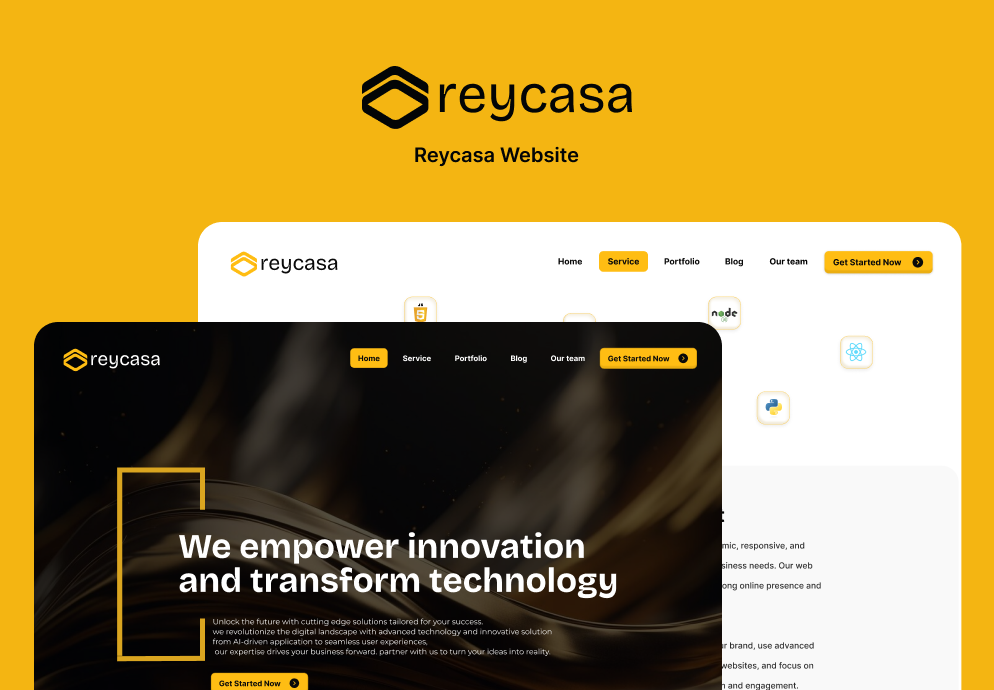 reycasa
Reycasa Website
reycasa
Home Service Portfolio Blog Our team Get Started Now
5
node
reycasa
Home Service Portfolio Blog Our team Get Started Now
We empower innovation
and transform technology
Unlock the future with cutting edge solutions tailored for your success.
we revolutionize the digital landscape with advanced technology and innovative solution
from AI-driven application to seamless user experiences,
our expertise drives your business forward. partner with us to turn your ideas into reality.
Get Started Now
responsive, and
needs. Our web
online presence and
brand, use advanced
websites, and focus on
and engagement.